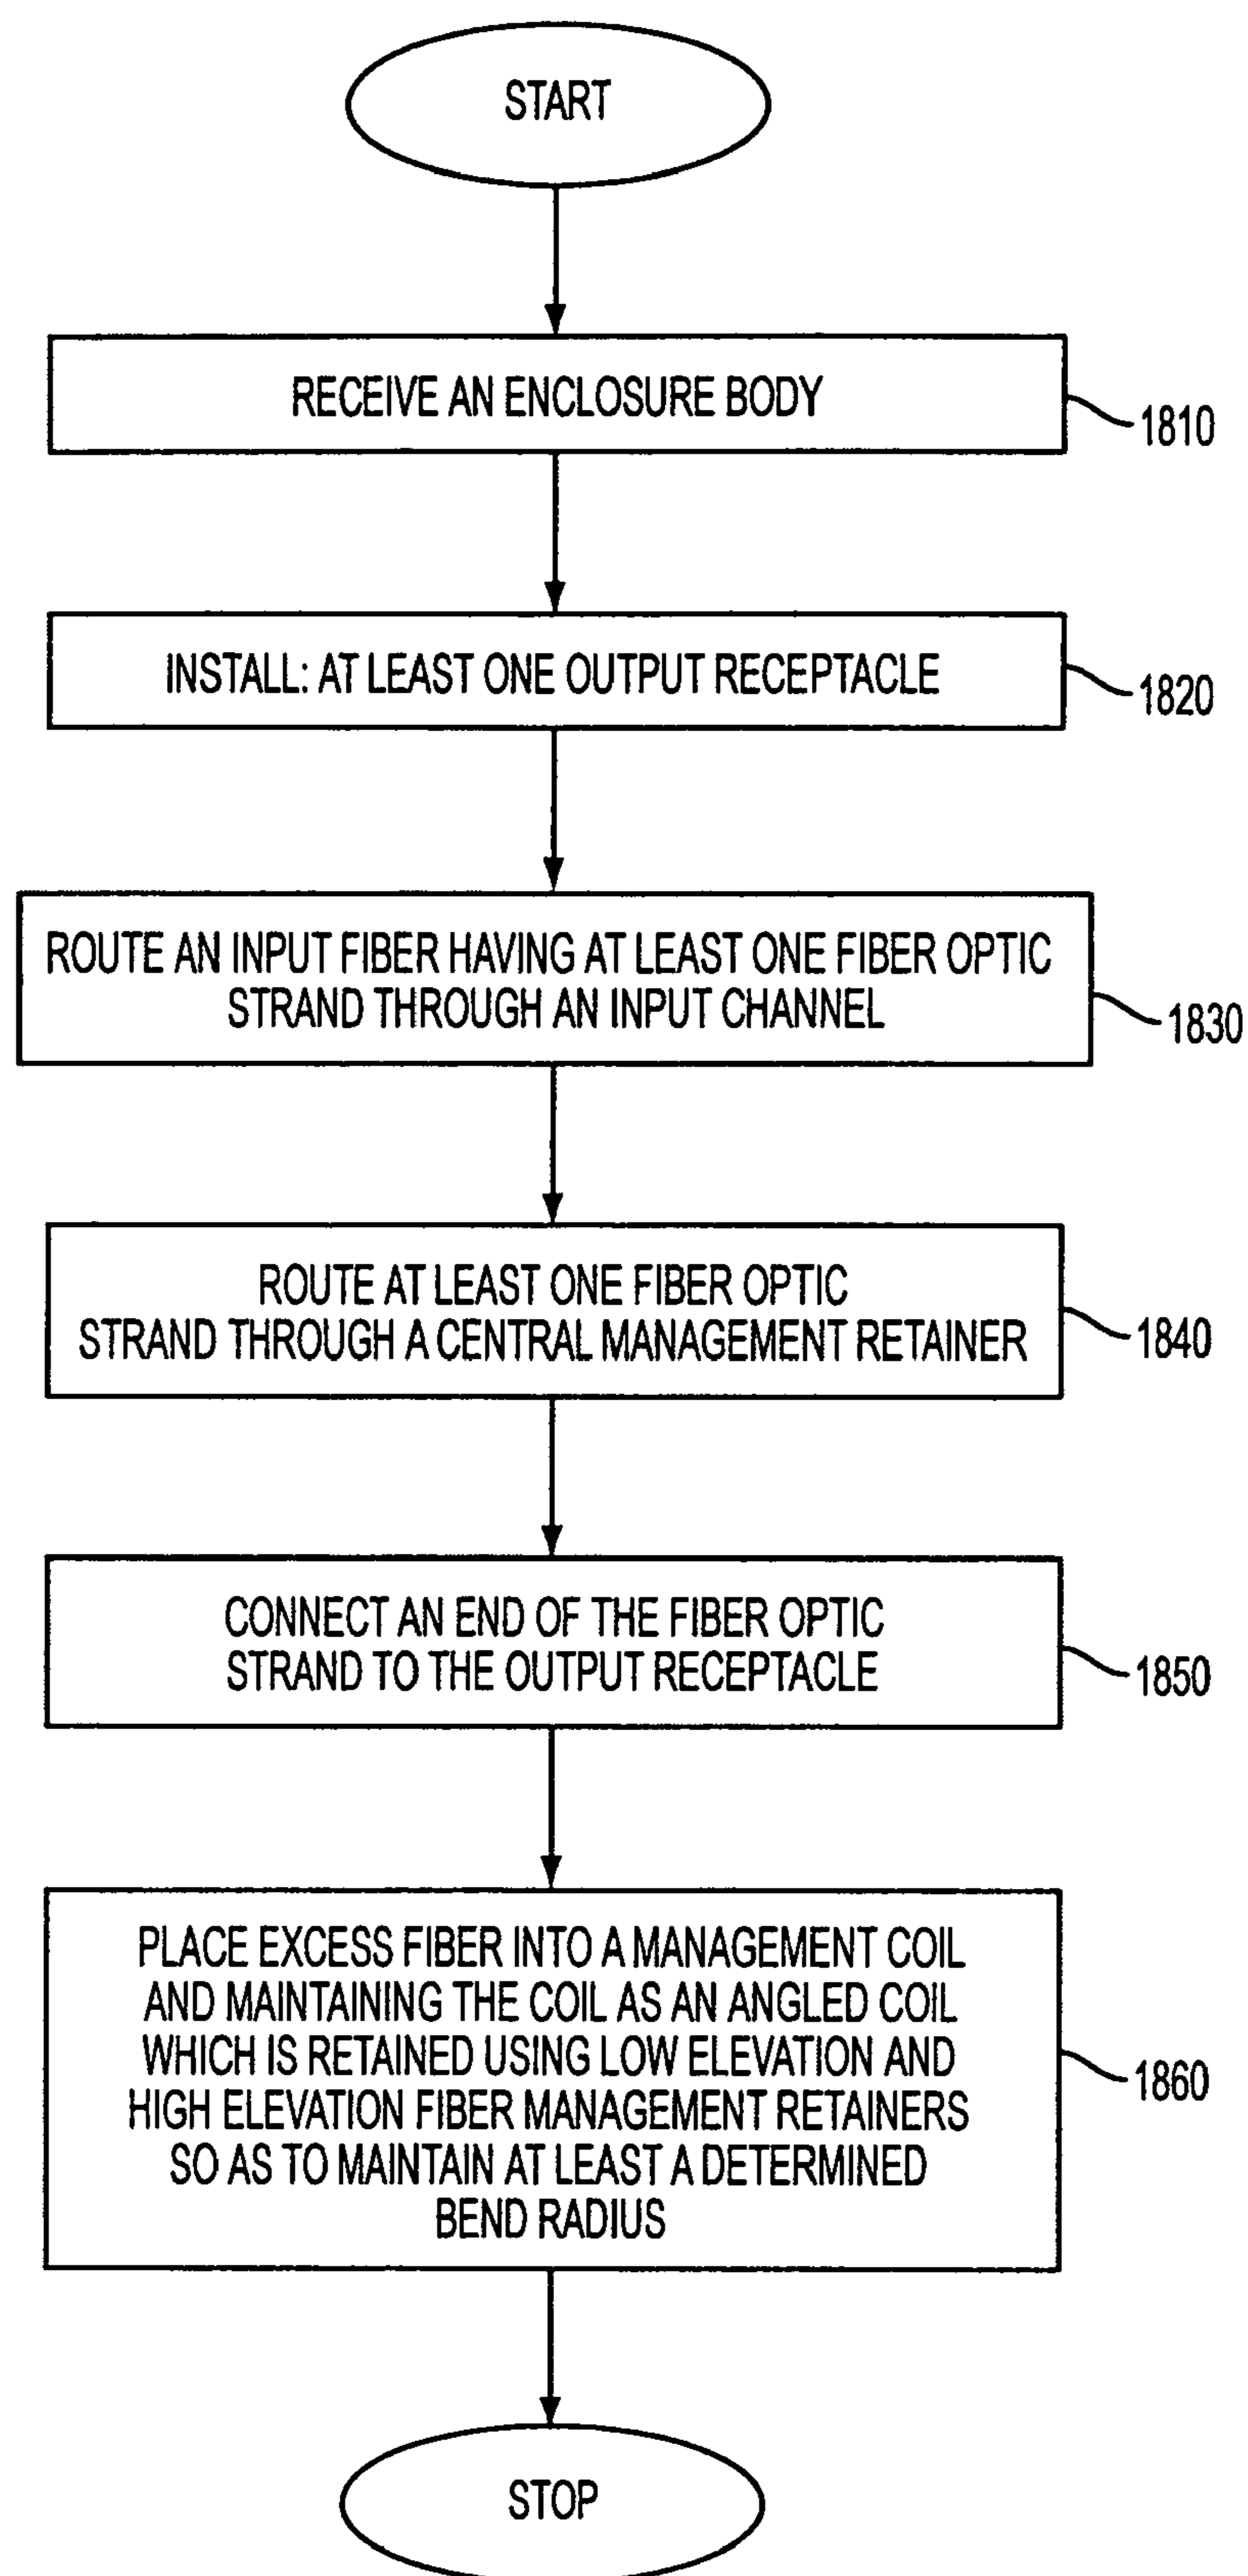 START
RECEIVE AN ENCLOSURE BODY
1810
INSTALL: AT LEAST ONE OUTPUT RECEPTACLE
1820
ROUTE AN INPUT FIBER HAVING AT LEAST ONE FIBER OPTIC
STRAND THROUGH AN INPUT CHANNEL
1830
ROUTE AT LEAST ONE FIBER OPTIC
STRAND THROUGH A CENTRAL MANAGEMENT RETAINER
1840
CONNECT AN END OF THE FIBER OPTIC
STRAND TO THE OUTPUT RECEPTACLE
1850
PLACE EXCESS FIBER INTO A MANAGEMENT COIL
AND MAINTAINING THE COIL AS AN ANGLED COIL
WHICH IS RETAINED USING LOW ELEVATION AND
HIGH ELEVATION FIBER MANAGEMENT RETAINERS
SO AS TO MAINTAIN AT LEAST A DETERMINED
BEND RADIUS
1860
STOP